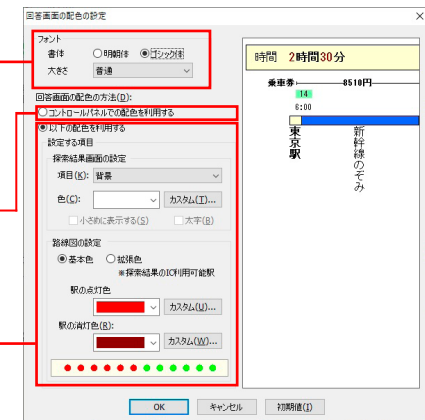 回答画面の配色の設定
フォント
書体 明朝体 ゴシック体
大きさ 普通
回答画面の配色の方法(D):
コントロールパネルでの配色を利用する
以下の配色を利用する
設定する項目
探索結果画面の設定
項目(K): 背景
色(C): カスタム(T)...
小さめに表示する(S) 太字(B)
路線図の設定
基本色 拡張色
※探索結果のIC利用可能駅
駅の点灯色
カスタム(U)...
駅の消灯色(R):
カスタム(W)...
時間 2時間30分
乗車券: 8510円
14
6:00
東京駅
新幹線のぞみ
OK キャンセル 初期値(I)